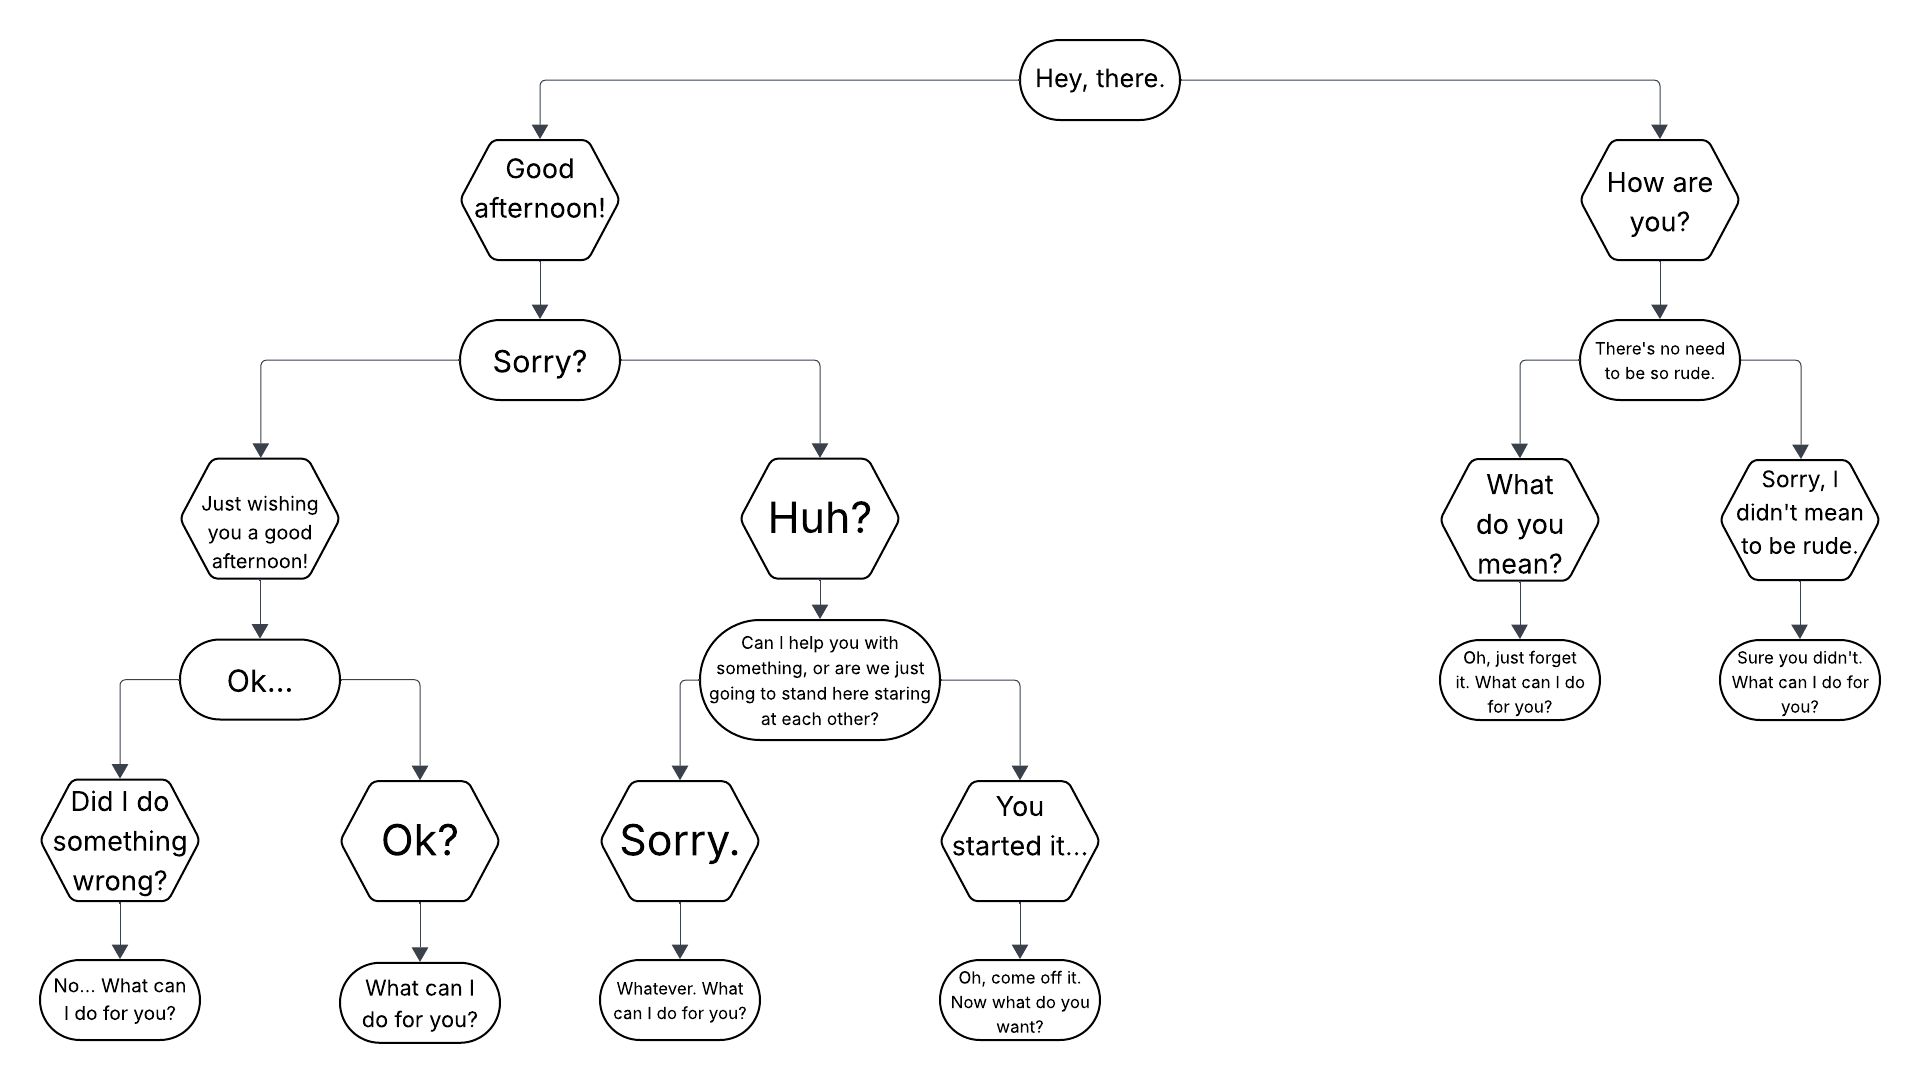 Hey, there.
Good
afternoon!
How are
you?
Sorry?
There's no need
to be so rude.
Just wishing
you a good
afternoon!
Huh?
What
do you
mean?
Sorry, I
didn't mean
to be rude.
Ok...
Can I help you with
something, or are we just
going to stand here staring
at each other?
Oh, just forget
it. What can I do
for you?
Sure you didn't.
What can I do for
you?
Did I do
something
wrong?
Ok?
Sorry.
You
started it...
No... What can
I do for you?
What can I
do for you?
Whatever. What
can I do for you?
Oh, come off it.
Now what do you
want?